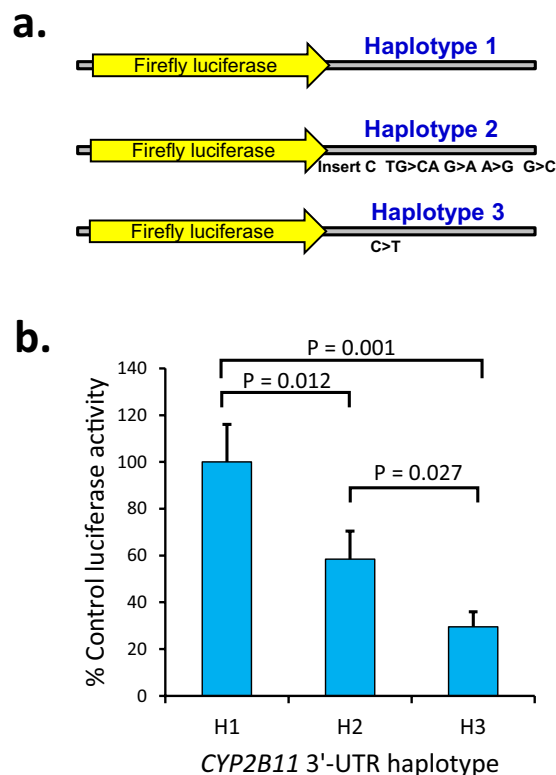 a.
Haplotype 1
Firefly luciferase
Haplotype 2
Firefly luciferase
Insert C TG>CA G>A A>G G>C
Haplotype 3
Firefly luciferase
C>T
b.
P = 0.001
P = 0.012
P = 0.027
% Control luciferase activity
140
120
100
80
60
40
20
0
H1 H2 H3
CYP2B11 3'-UTR haplotype